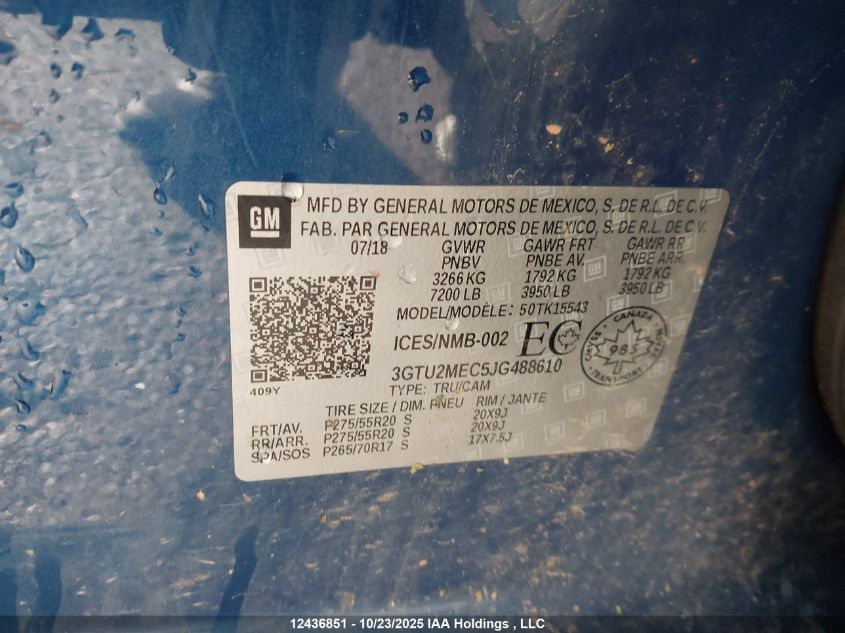 GM
MFD BY GENERAL MOTORS DE MEXICO, S. DE R.L. DE C.V.
FAB. PAR GENERAL MOTORS DE MEXICO, S. DE R.L. DE C.V.
07/18 GVWR GAWR FRT GAWR RR
PNBV PNBE AV. PNBE ARR.
3266 KG 1792 KG 1792 KG
7200 LB 3950 LB 3950 LB
MODEL/MODÈLE: 50TK15543
ICES/NMB-002 EC
CANADA
985
TRANSPORT
3GTU2MEC5JG488610
TYPE: TRU/CAM
409Y
TIRE SIZE / DIM. PNEU RIM / JANTE
FRT/AV. P275/55R20 S 20X9J
RR/ARR. P275/55R20 S 20X9J
SPA/SOS P265/70R17 S 17X7.5J
12436851 - 10/23/2025 IAA Holdings , LLC